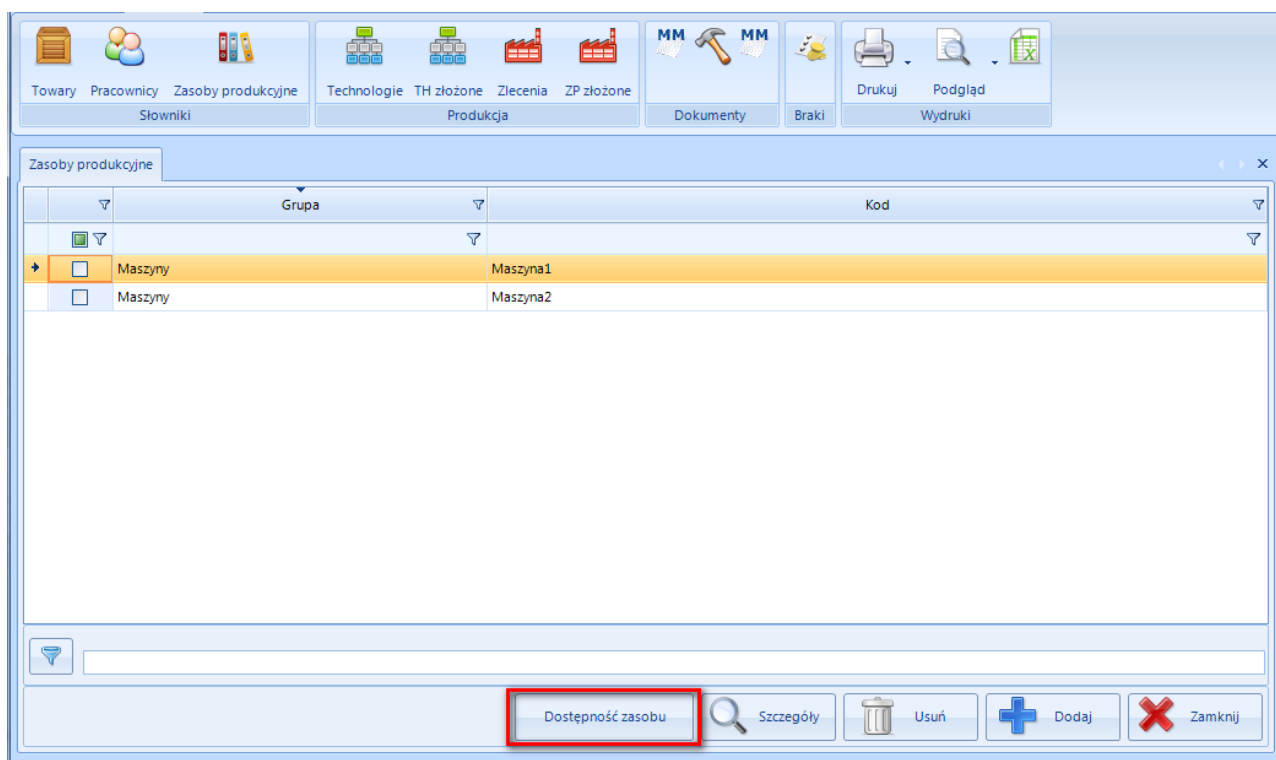 MM MM
Towary Pracownicy Zasoby produkcyjne Technologie TH złożone Zlecenia ZP złożone Drukuj Podgląd
Słowniki Produkcja Dokumenty Braki Wydruki
Zasoby produkcyjne
Grupa Kod
Maszyny Maszyna1
Maszyny Maszyna2
Dostępność zasobu Szczegóły Usuń Dodaj Zamknij